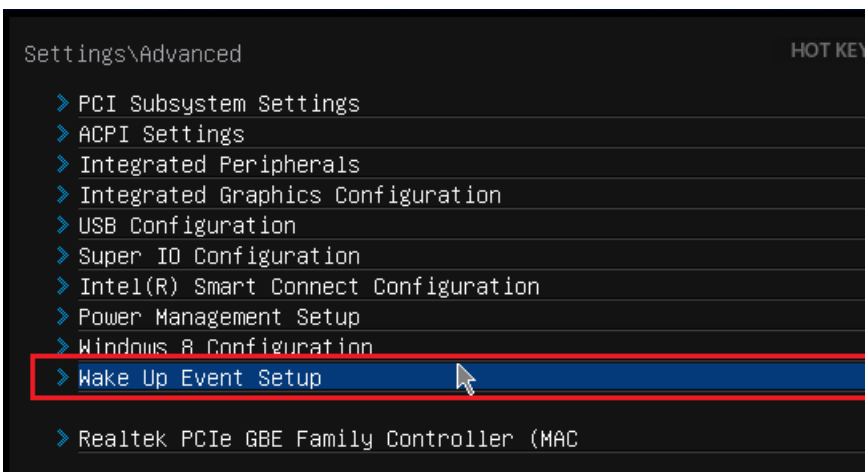 Settings\Advanced
HOT KEY
PCI Subsystem Settings
ACPI Settings
Integrated Peripherals
Integrated Graphics Configuration
USB Configuration
Super IO Configuration
Intel(R) Smart Connect Configuration
Power Management Setup
Windows 8 Configuration
Wake Up Event Setup
Realtek PCIe GBE Family Controller (MAC